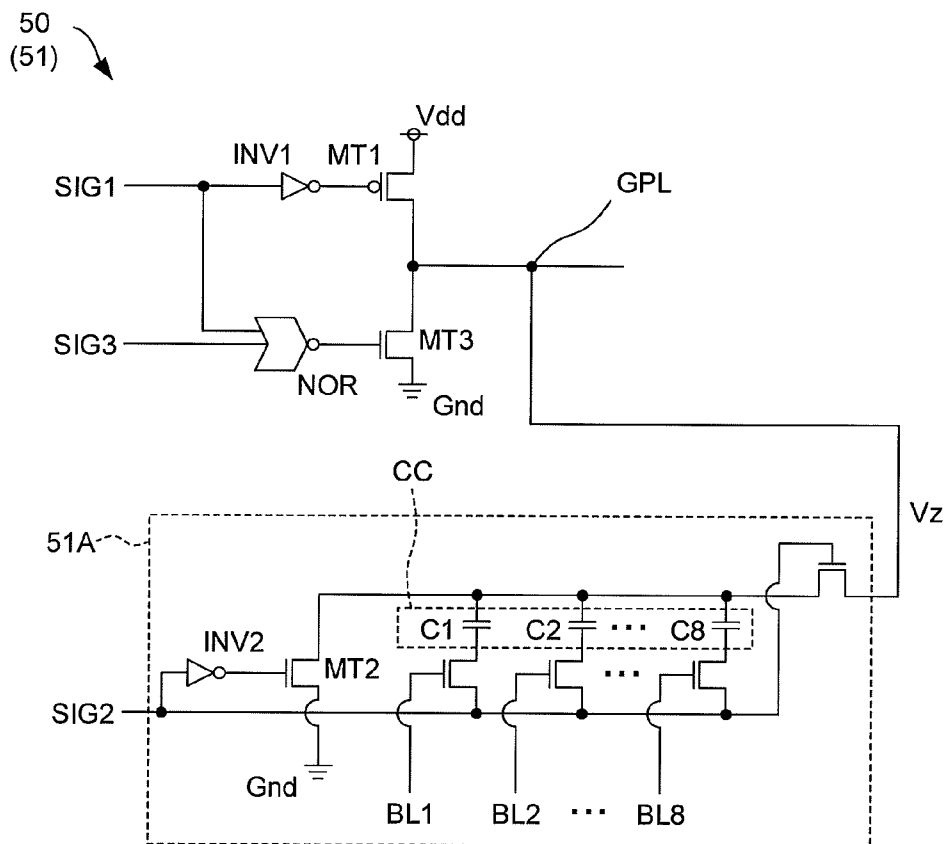 50
(51)
Vdd
INV1
MT1
SIG1
GPL
SIG3
MT3
NOR
Gnd
CC
Vz
51A
C1
C2
...
C8
INV2
MT2
...
SIG2
Gnd
BL1
BL2
...
BL8